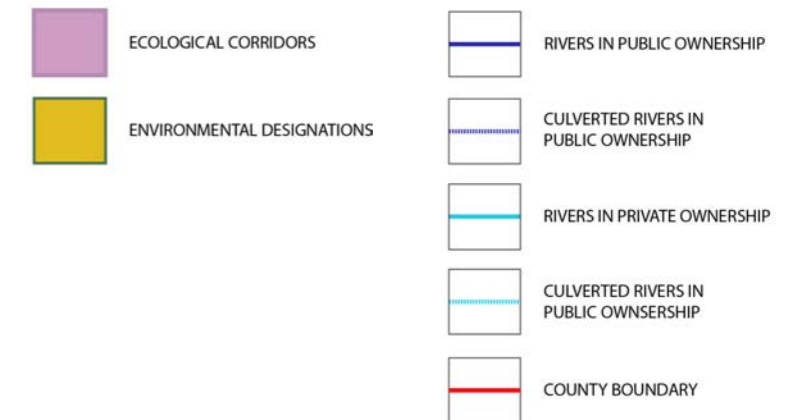 ECOLOGICAL CORRIDORS
ENVIRONMENTAL DESIGNATIONS
RIVERS IN PUBLIC OWNERSHIP
CULVERTED RIVERS IN
PUBLIC OWNERSHIP
RIVERS IN PRIVATE OWNERSHIP
CULVERTED RIVERS IN
PUBLIC OWNSERSHIP
COUNTY BOUNDARY